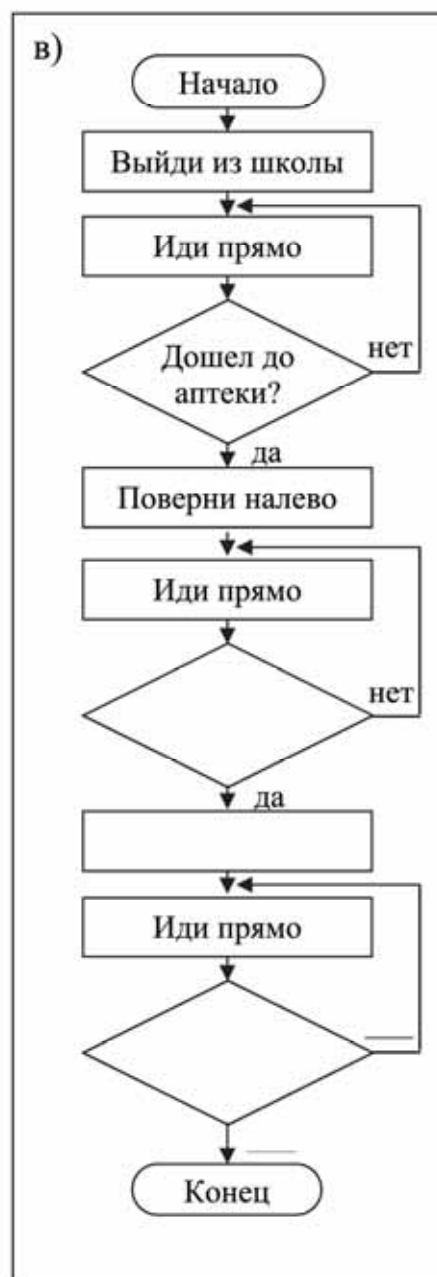 в)
Начало
Выйди из школы
Иди прямо
Дошел до
аптеки?
нет
да
Поверни налево
Иди прямо
нет
да
Иди прямо
Конец